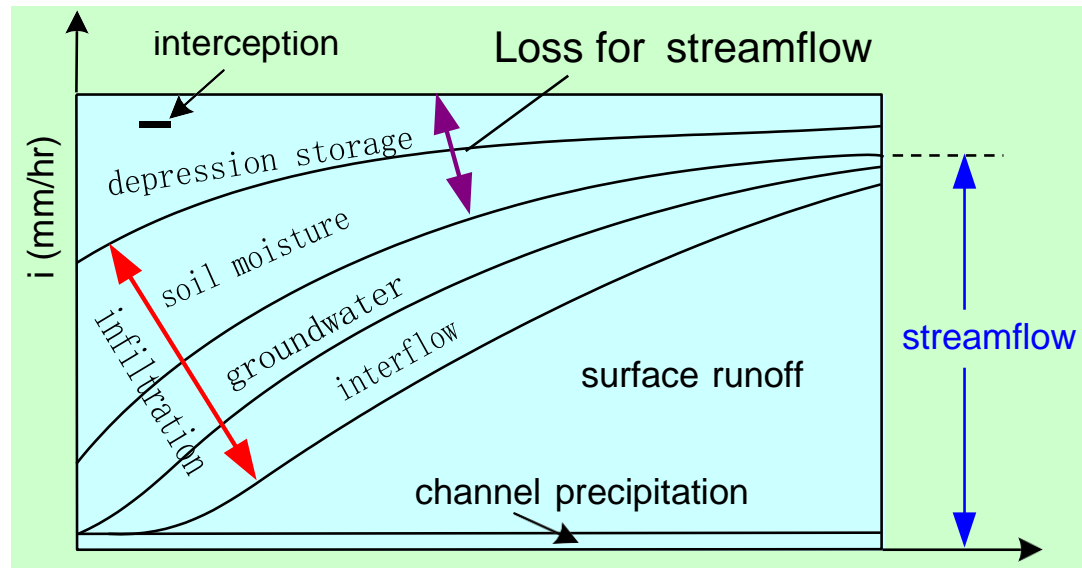 interception
Loss for streamflow
i (mm/hr)
depression storage
soil moisture
infiltration
groundwater
interflow
surface runoff
streamflow
channel precipitation